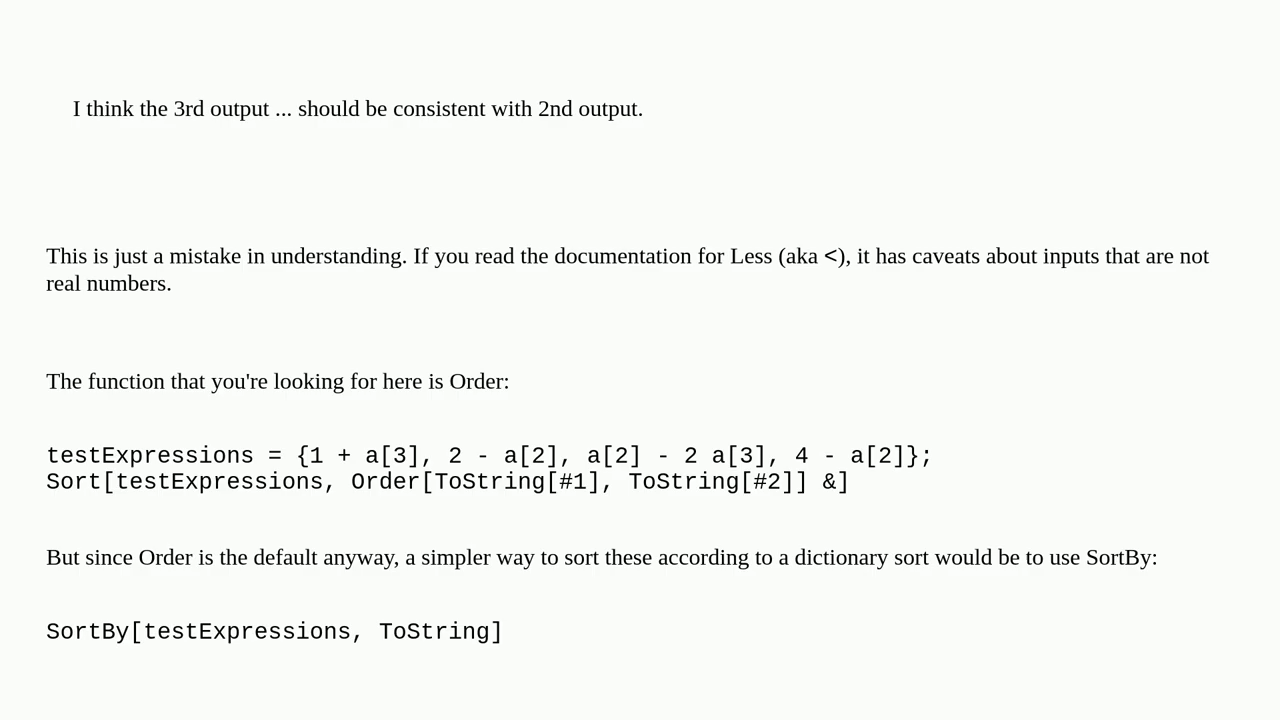 I think the 3rd output ... should be consistent with 2nd output.
This is just a mistake in understanding. If you read the documentation for Less (aka <), it has caveats about inputs that are not
real numbers.
The function that you're looking for here is Order:
testExpressions = {1 + a[3], 2 - a[2], a[2] - 2 a[3], 4 - a[2]};
Sort[testExpressions, Order[ToString[#1], ToString[#2]] &]
But since Order is the default anyway, a simpler way to sort these according to a dictionary sort would be to use SortBy:
SortBy[testExpressions, ToString]